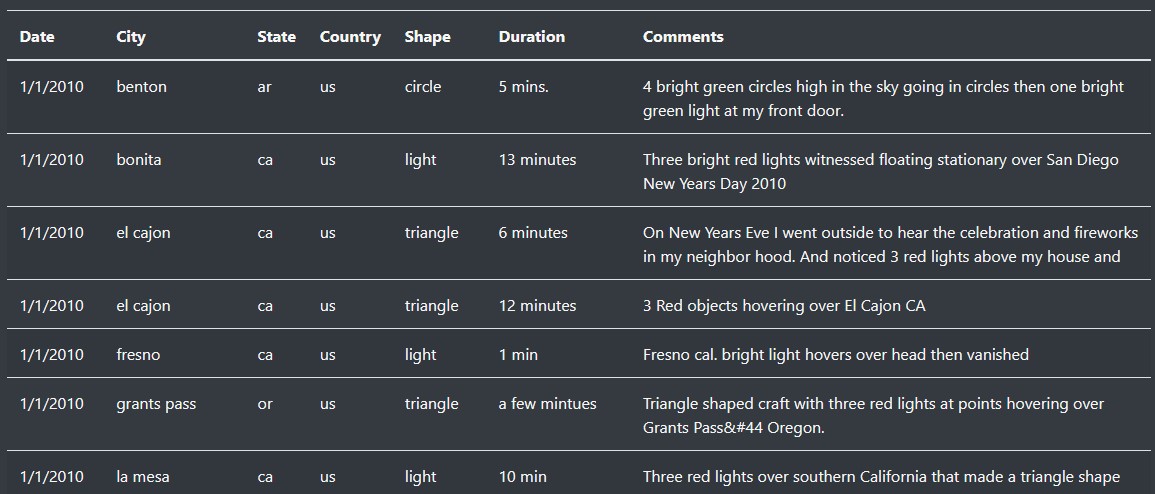 Date City State Country Shape Duration Comments
1/1/2010 benton ar us circle 5 mins. 4 bright green circles high in the sky going in circles then one bright
green light at my front door.
1/1/2010 bonita ca us light 13 minutes Three bright red lights witnessed floating stationary over San Diego
New Years Day 2010
1/1/2010 el cajon ca us triangle 6 minutes On New Years Eve I went outside to hear the celebration and fireworks
in my neighbor hood. And noticed 3 red lights above my house and
1/1/2010 el cajon ca us triangle 12 minutes 3 Red objects hovering over El Cajon CA
1/1/2010 fresno ca us light 1 min Fresno cal. bright light hovers over head then vanished
1/1/2010 grants pass or us triangle a few mintues Triangle shaped craft with three red lights at points hovering over
Grants Pass&#44 Oregon.
1/1/2010 la mesa ca us light 10 min Three red lights over southern California that made a triangle shape